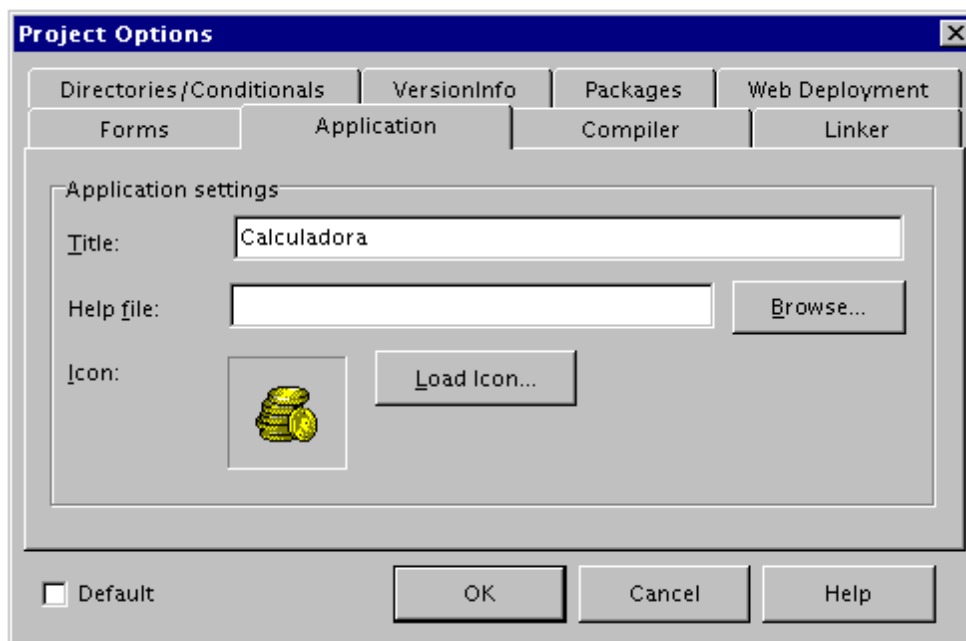 Project Options
Directories/Conditionals VersionInfo Packages Web Deployment
Forms Application Compiler Linker
Application settings
Title: Calculadora
Help file: Browse...
Icon: Load Icon...
Default OK Cancel Help